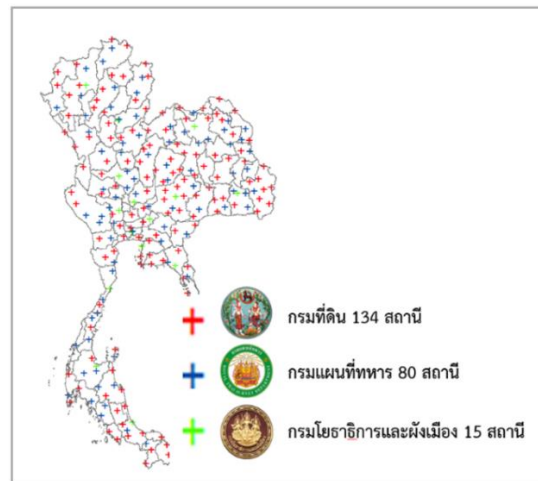 กรมที่ดิน 134 สถานี
กรมแผนที่ทหาร 80 สถานี
กรมโยธาธิการและผังเมือง 15 สถานี